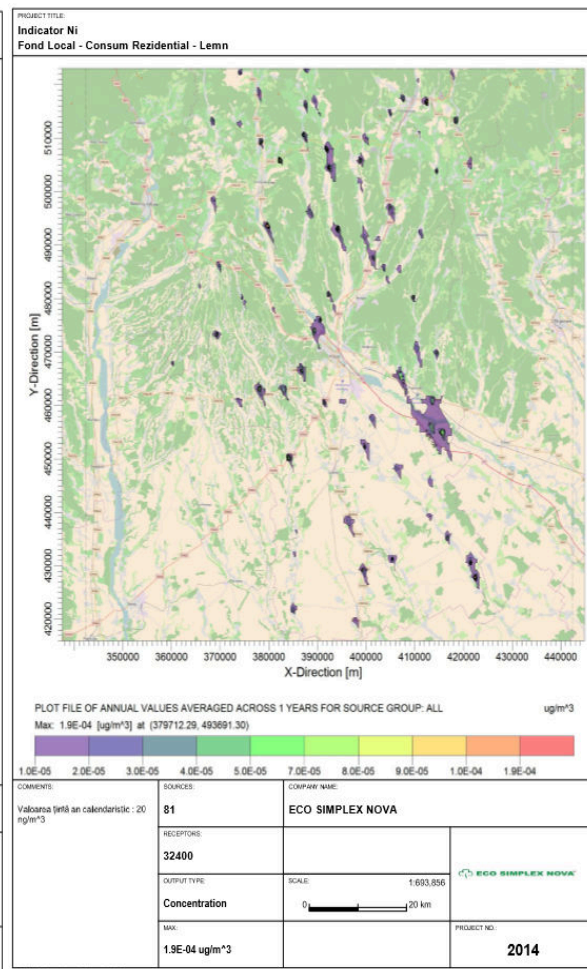 PROJECT TITLE:
Indicator Ni
Fond Local - Consum Rezidential - Lemn
Y-Direction [m]
510000
500000
490000
480000
470000
460000
450000
440000
430000
420000
350000 360000 370000 380000 390000 400000 410000 420000 430000 440000
X-Direction [m]
PLOT FILE OF ANNUAL VALUES AVERAGED ACROSS 1 YEARS FOR SOURCE GROUP: ALL ug/m^3
Max: 1.9E-04 [ug/m^3] at (379712.29, 493691.30)
1.0E-05 2.0E-05 3.0E-05 4.0E-05 5.0E-05 7.0E-05 8.0E-05 9.0E-05 1.0E-04 1.9E-04
COMMENTS:
Valoarea țintă an calendaristic : 20
ng/m^3
SOURCES:
81
COMPANY NAME:
ECO SIMPLEX NOVA
RECEPTORS:
32400
OUTPUT TYPE:
Concentration
SCALE:
1:693,856
0 20 km
ECO SIMPLEX NOVA
MAX:
1.9E-04 ug/m^3
PROJECT NO.:
2014